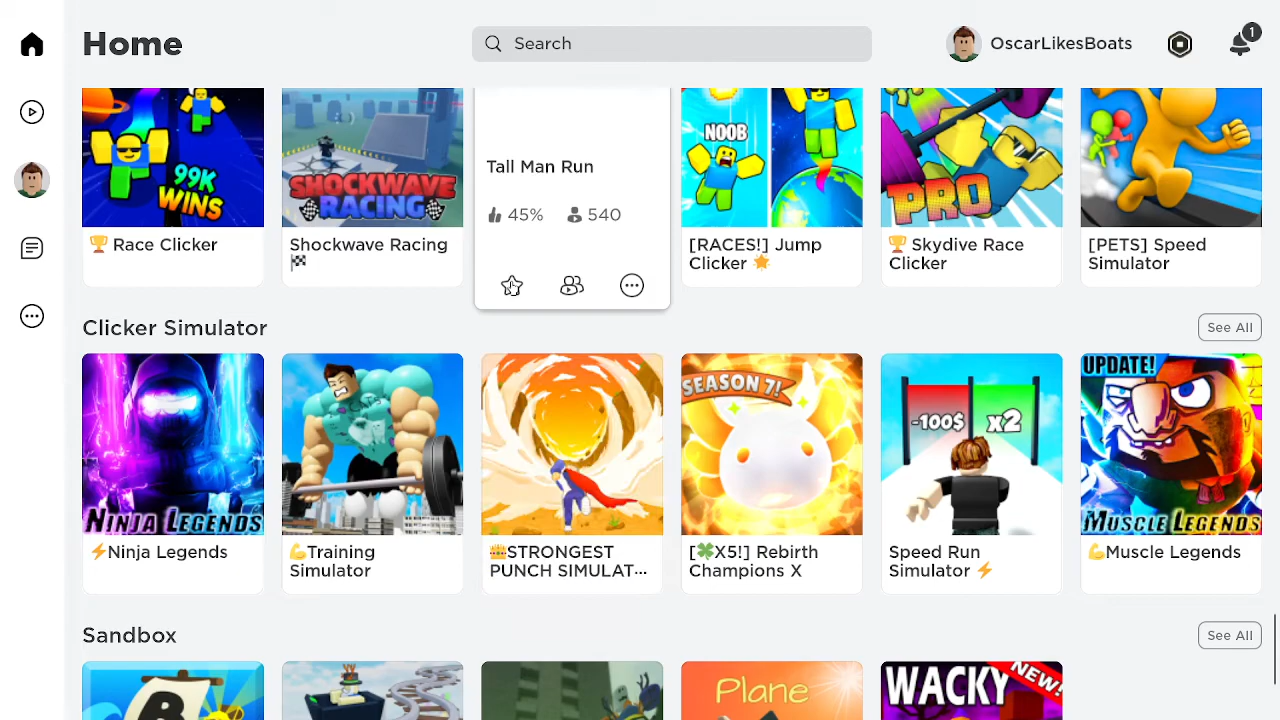 Home
Search
OscarLikesBoats
1
99K
WINS
SHOCKWAVE
RACING
Tall Man Run
45%
540
NOOB
PRO
🏆 Race Clicker
Shockwave Racing
🏁
[RACES!] Jump
Clicker 🌟
🏆 Skydive Race
Clicker
[PETS] Speed
Simulator
Clicker Simulator
See All
NINJA LEGENDS
SEASON 7!
-100$
x2
UPDATE!
MUSCLE LEGENDS
⚡Ninja Legends
💪Training
Simulator
👑STRONGEST
PUNCH SIMULAT...
[🍀X5!] Rebirth
Champions X
Speed Run
Simulator ⚡
💪Muscle Legends
Sandbox
See All
B
Plane
WACKY
NEW!